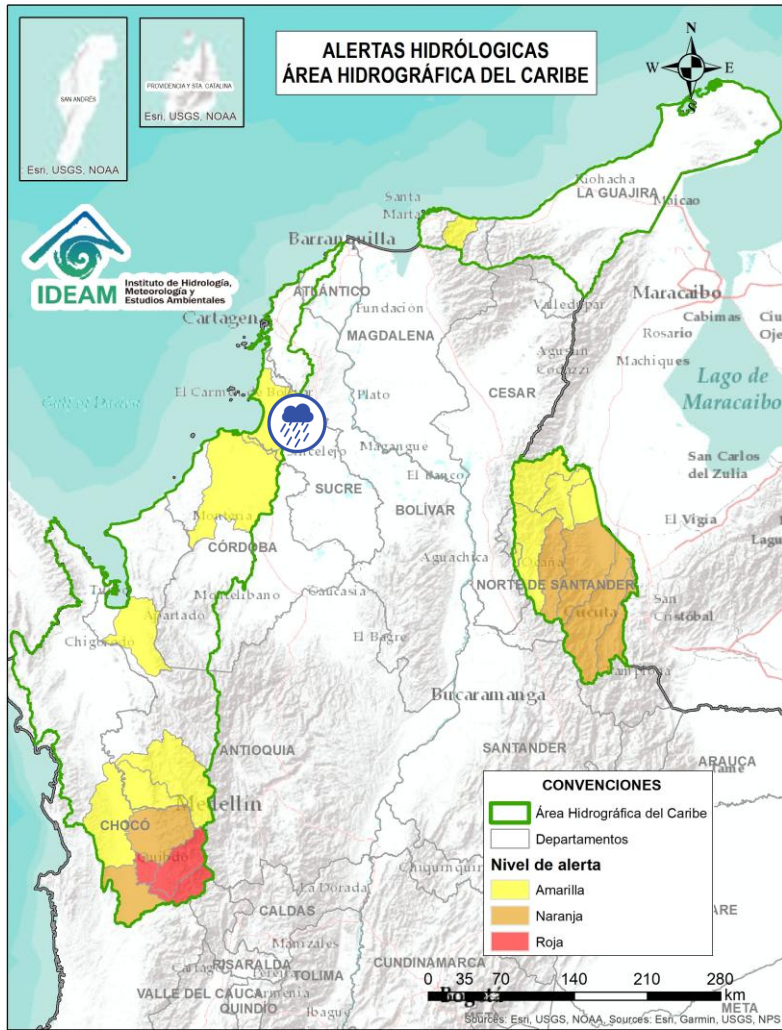 ALERTAS HIDRÓLOGICAS
ÁREA HIDROGRÁFICA DEL CARIBE
N
W
E
S
SAN ANDRÉS
Esri, USGS, NOAA
PROVIDENCIA Y STA. CATALINA
Esri, USGS, NOAA
IDEAM
Instituto de Hidrología,
Meteorología y
Estudios Ambientales
Riohacha
LA GUAJIRA
Maicao
Santa
Marta
Barranquilla
ATLÁNTICO
Cartagena
Fundación
MAGDALENA
Valledupar
Maracaibo
Cabimas
Rosario
Agustín
Codazzi
Machiques
Lago de
Maracaibo
El Carmen de Bolívar
Plato
CESAR
Magangue
El Banco
SUCRE
BOLÍVAR
San Carlos
del Zulia
El Vigía
Montería
CÓRDOBA
Aguachica
Ocaña
NORTE DE SANTANDER
Cúcuta
San
Cristóbal
Montelibano
Caucasia
Apartado
El Bagre
Chigorodó
Bucaramanga
ANTIOQUIA
SANTANDER
ARAUCA
Medellín
CHOCÓ
Quibdó
La Dorada
CALDAS
Manizales
RISARALDA
TOLIMA
CUNDINAMARCA
VALLE DEL CAUCA
Armenia
QUINDÍO
Bogotá
META
CONVENCIONES
Área Hidrográfica del Caribe
Departamentos
Nivel de alerta
Amarilla
Naranja
Roja
0 35 70 140 210 280
km
Sources: Esri, USGS, NOAA, Sources: Esri, Garmin, USGS, NPS